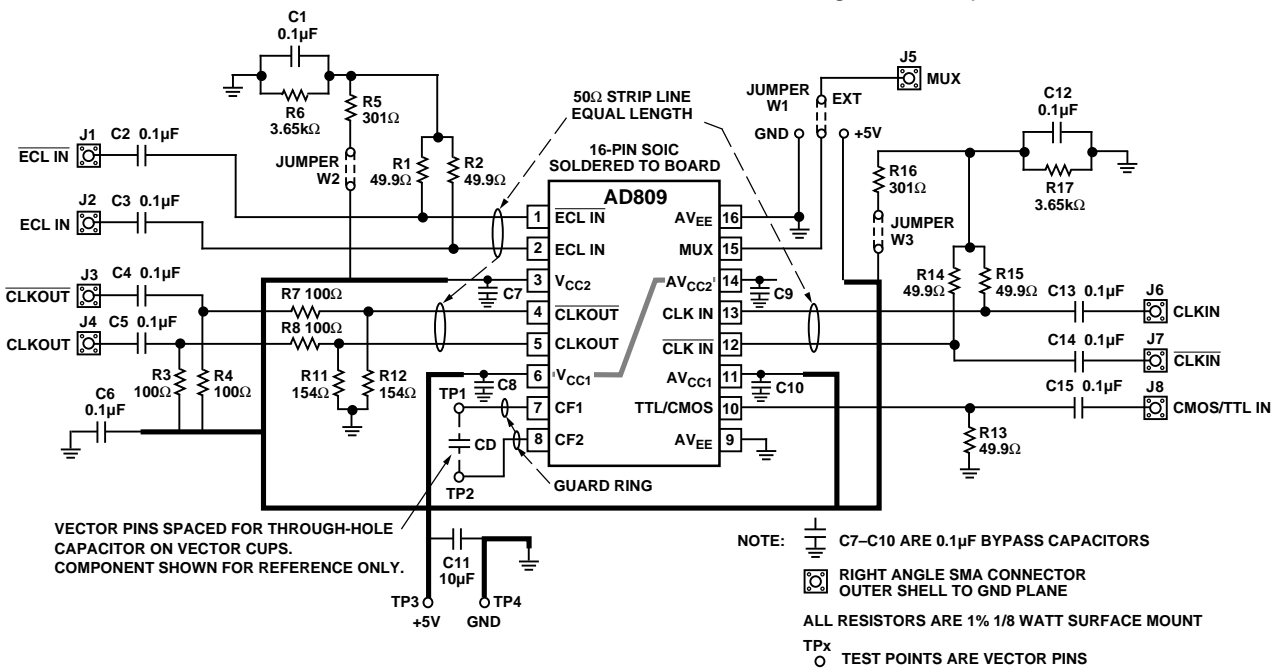 C1
0.1µF
R6
3.65kΩ
R5
301Ω
JUMPER
W2
J1
C2 0.1µF
ECL IN
J2
C3 0.1µF
ECL IN
R1
49.9Ω
R2
49.9Ω
50Ω STRIP LINE
EQUAL LENGTH
16-PIN SOIC
SOLDERED TO BOARD
J5
MUX
JUMPER
W1
EXT
GND
+5V
C12
0.1µF
R17
3.65kΩ
R16
301Ω
JUMPER
W3
AD809
1 ECL IN
2 ECL IN
3 VCC2
4 CLKOUT
5 CLKOUT
6 VCC1
7 CF1
8 CF2
AVEE 16
MUX 15
AVCC2 14
CLK IN 13
CLK IN 12
AVCC1 11
TTL/CMOS 10
AVEE 9
J3
C4 0.1µF
CLKOUT
J4
C5 0.1µF
CLKOUT
R7 100Ω
R8 100Ω
C7
C9
R14
49.9Ω
R15
49.9Ω
C13 0.1µF
J6
CLKIN
C14 0.1µF
J7
CLKIN
C15 0.1µF
J8
CMOS/TTL IN
R3
100Ω
R4
100Ω
R11
154Ω
R12
154Ω
C6
0.1µF
C8
C10
TP1
CD
TP2
R13
49.9Ω
GUARD RING
VECTOR PINS SPACED FOR THROUGH-HOLE
CAPACITOR ON VECTOR CUPS.
COMPONENT SHOWN FOR REFERENCE ONLY.
C11
10µF
TP3
+5V
TP4
GND
NOTE:
C7–C10 ARE 0.1µF BYPASS CAPACITORS
RIGHT ANGLE SMA CONNECTOR
OUTER SHELL TO GND PLANE
ALL RESISTORS ARE 1% 1/8 WATT SURFACE MOUNT
TPx
TEST POINTS ARE VECTOR PINS